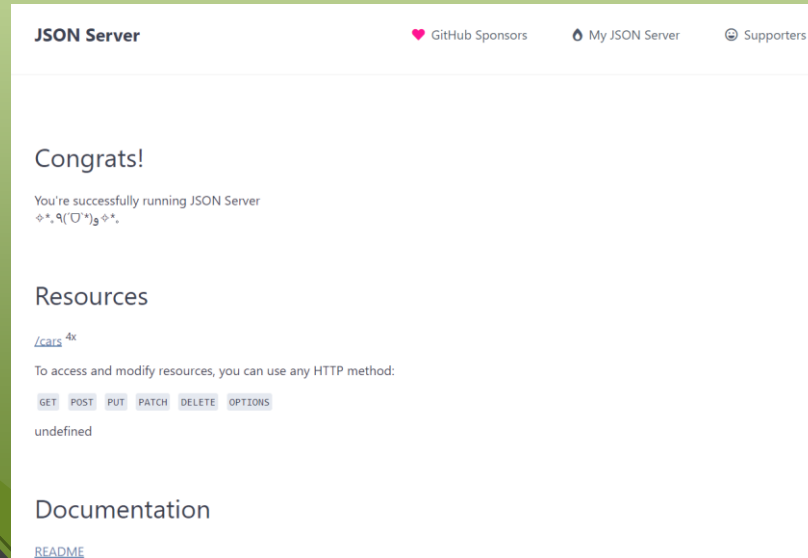 JSON Server
GitHub Sponsors
My JSON Server
Supporters
Congrats!
You're successfully running JSON Server
✧*｡٩(ˊᗜˋ*)و✧*｡
Resources
/cars 4x
To access and modify resources, you can use any HTTP method:
GET POST PUT PATCH DELETE OPTIONS
undefined
Documentation
README